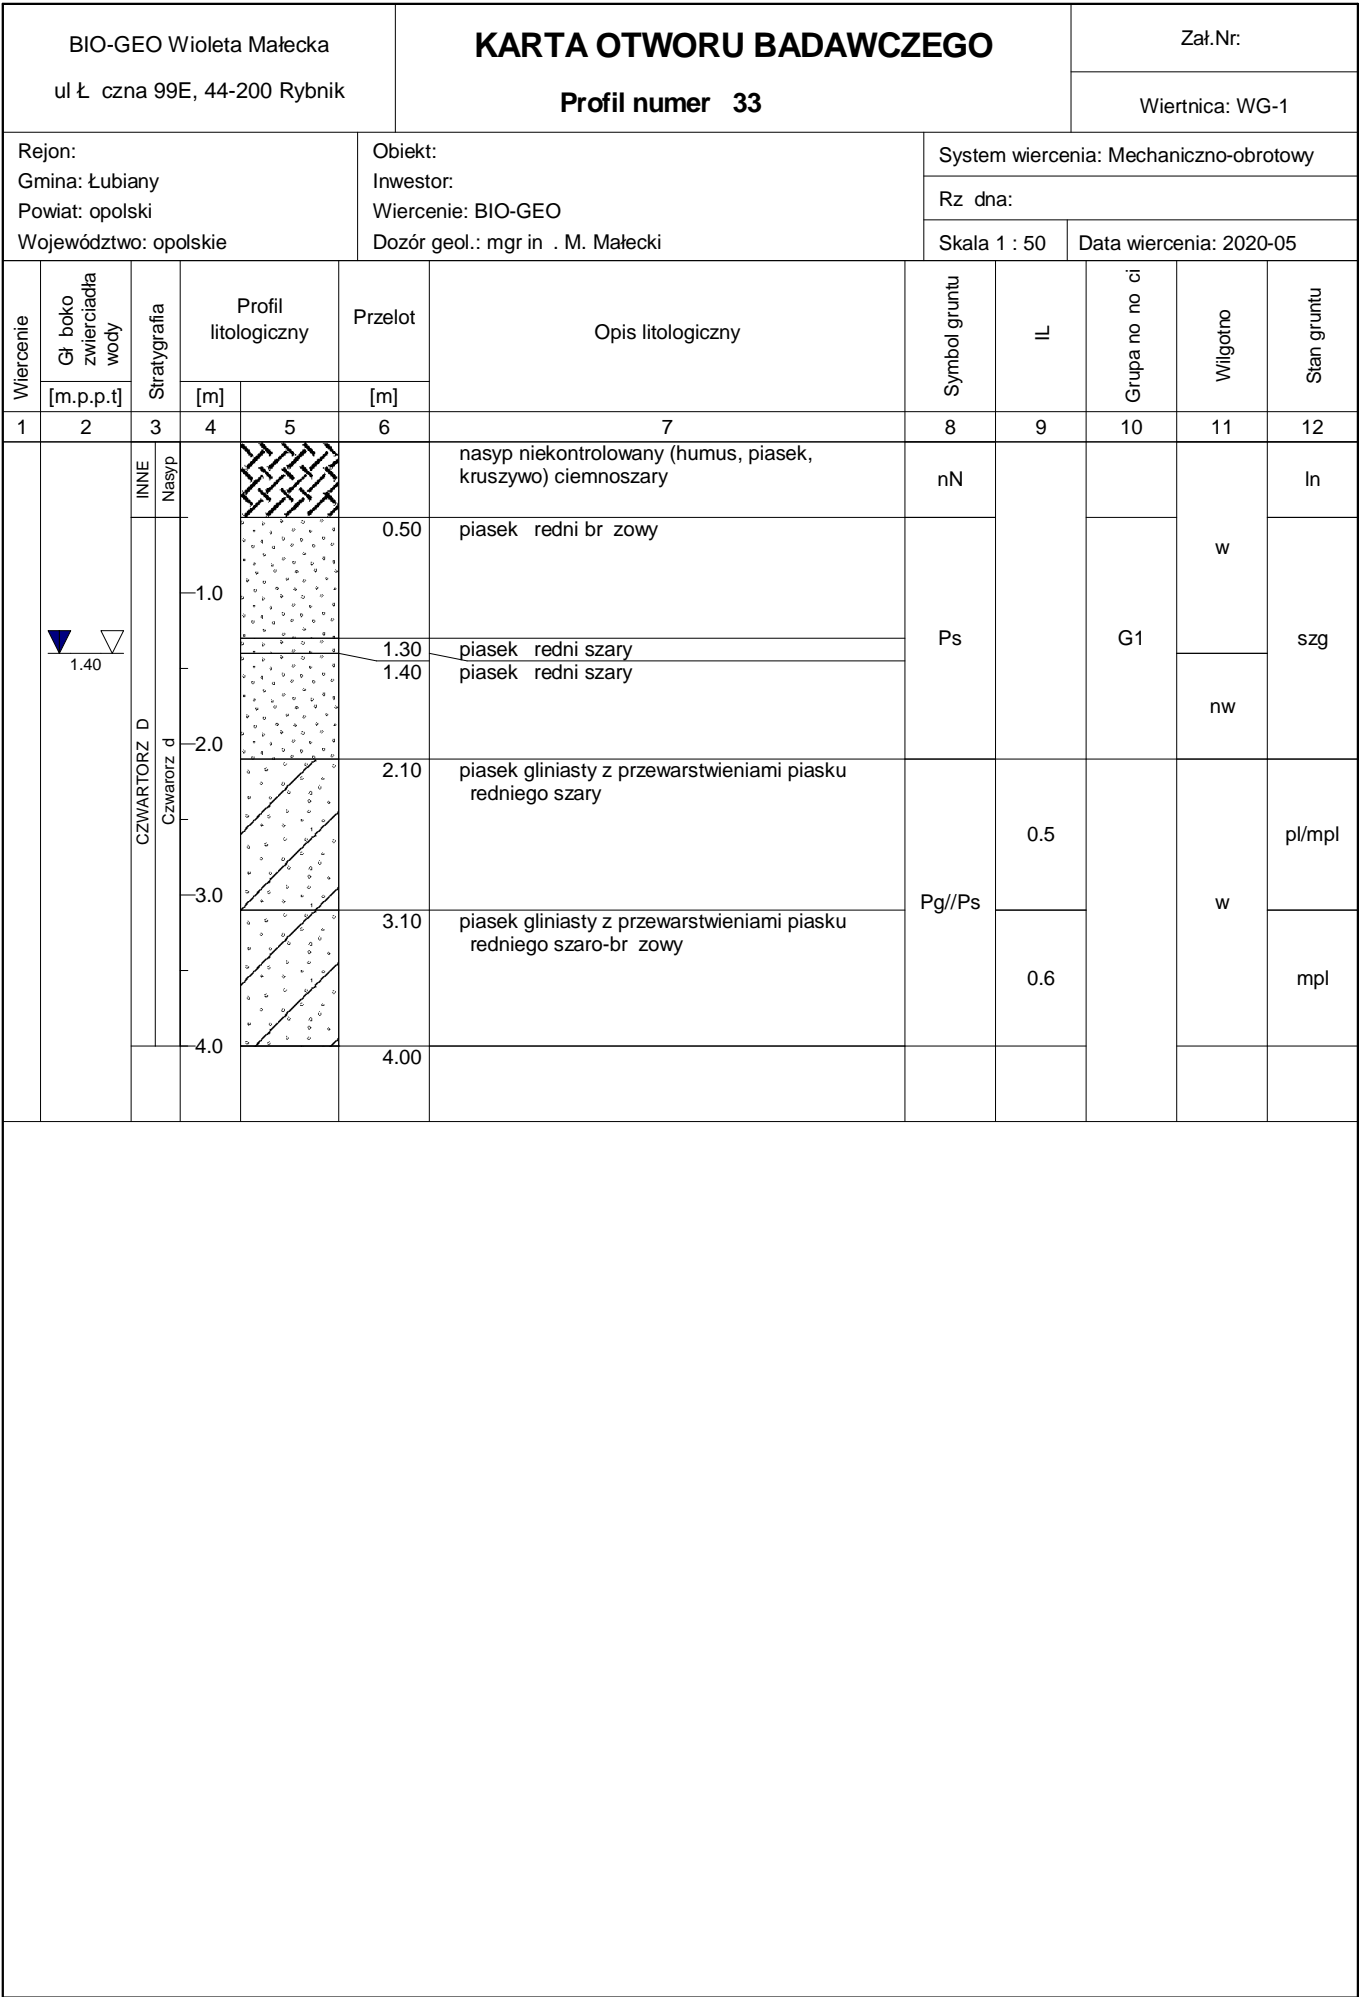 BIO-GEO Wioleta Małecka
ul Ł czna 99E, 44-200 Rybnik
KARTA OTWORU BADAWCZEGO
Profil numer 33
Zał.Nr:
Wiertnica: WG-1
Rejon:
Gmina: Łubiany
Powiat: opolski
Województwo: opolskie
Obiekt:
Inwestor:
Wiercenie: BIO-GEO
Dozór geol.: mgr in . M. Małecki
System wiercenia: Mechaniczno-obrotowy
Rz dna:
Skala 1 : 50
Data wiercenia: 2020-05
Wiercenie
Gł boko
zwierciadła
wody
[m.p.p.t]
Stratygrafia
Profil
litologiczny
[m]
Przelot
[m]
Opis litologiczny
Symbol gruntu
IL
Grupa no no ci
Wilgotno
Stan gruntu
1 2 3 4 5 6 7 8 9 10 11 12
INNE
Nasyp
nasyp niekontrolowany (humus, piasek,
kruszywo) ciemnoszary
nN
ln
0.50 piasek redni br zowy
w
1.0
1.30 piasek redni szary
Ps
G1
szg
1.40
1.40 piasek redni szary
nw
2.0
CZWARTORZ D
Czwarorz d
2.10 piasek gliniasty z przewarstwieniami piasku
redniego szary
0.5
pl/mpl
3.0
Pg//Ps
w
3.10 piasek gliniasty z przewarstwieniami piasku
redniego szaro-br zowy
0.6
mpl
4.0
4.00